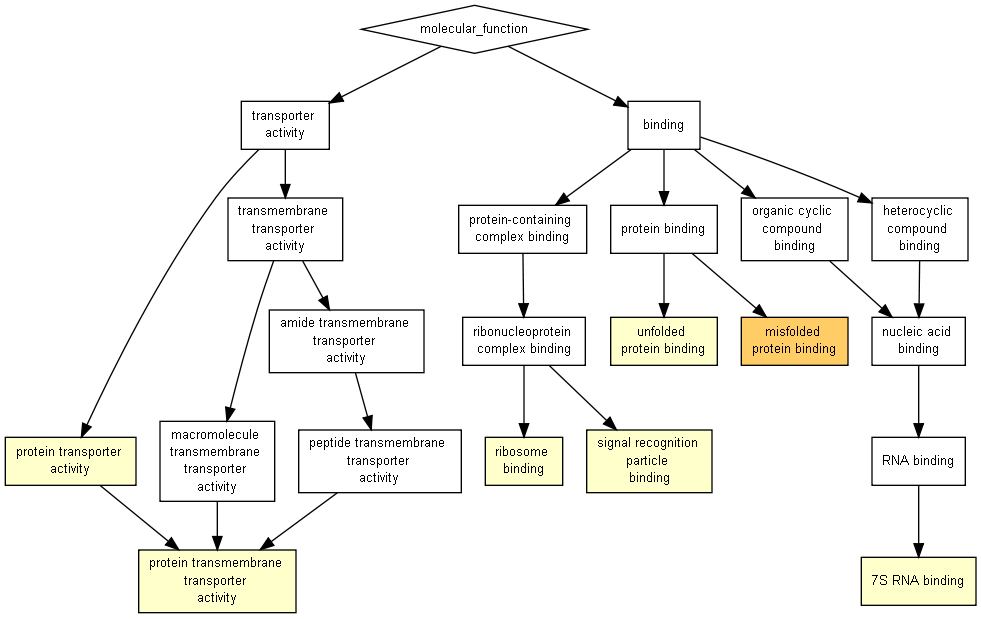 molecular_function
transporter
activity
binding
transmembrane
transporter
activity
protein-containing
complex binding
protein binding
organic cyclic
compound
binding
heterocyclic
compound
binding
amide transmembrane
transporter
activity
ribonucleoprotein
complex binding
unfolded
protein binding
misfolded
protein binding
nucleic acid
binding
protein transporter
activity
macromolecule
transmembrane
transporter
activity
peptide transmembrane
transporter
activity
ribosome
binding
signal recognition
particle
binding
RNA binding
protein transmembrane
transporter
activity
7S RNA binding